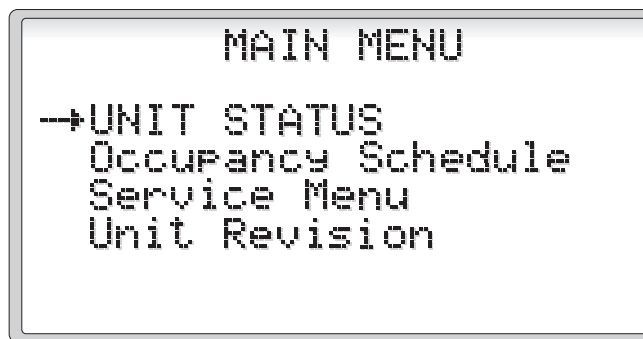 MAIN MENU
→UNIT STATUS
Occupancy Schedule
Service Menu
Unit Revision